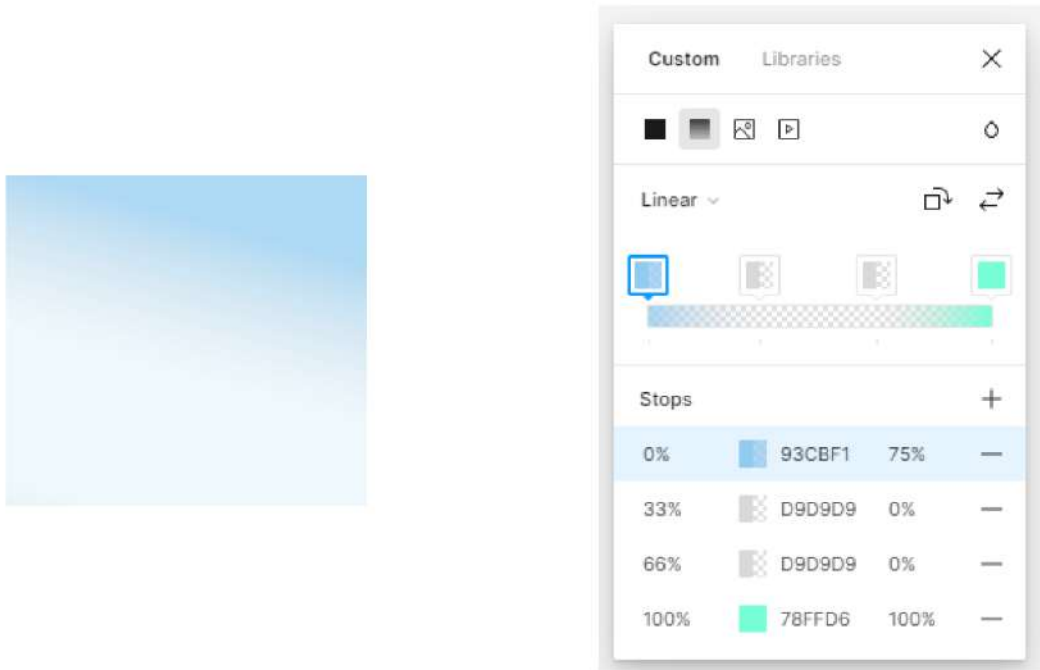 Custom Libraries
Linear
Stops
0% 93CBF1 75%
33% D9D9D9 0%
66% D9D9D9 0%
100% 78FFD6 100%